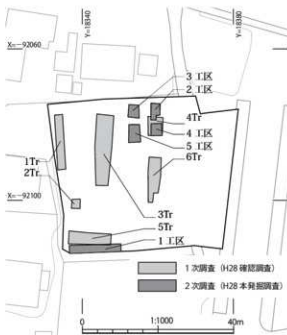 Y=18340
Y=18380
X=-92060
3 工区
2 工区
4Tr
4 工区
5 工区
6Tr
1Tr
2Tr
X=-92100
3Tr
5Tr
1 工区
1 次調査（H28 確認調査）
2 次調査（H28 本発掘調査）
0
1:1000
40m